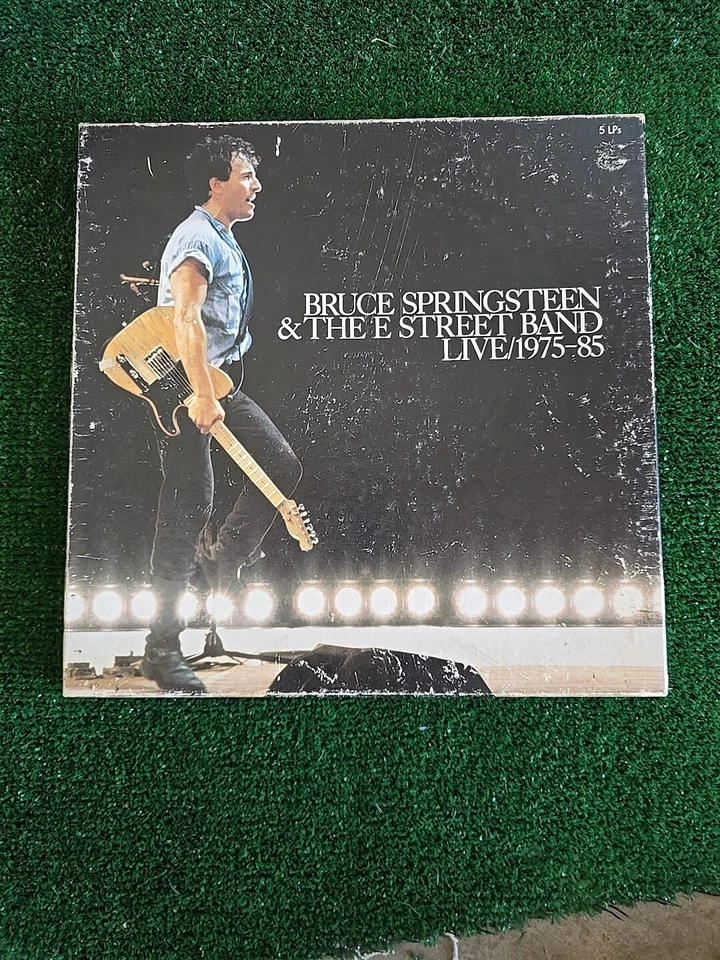 5 LPs
BRUCE SPRINGSTEEN
& THE E STREET BAND
LIVE/1975-85